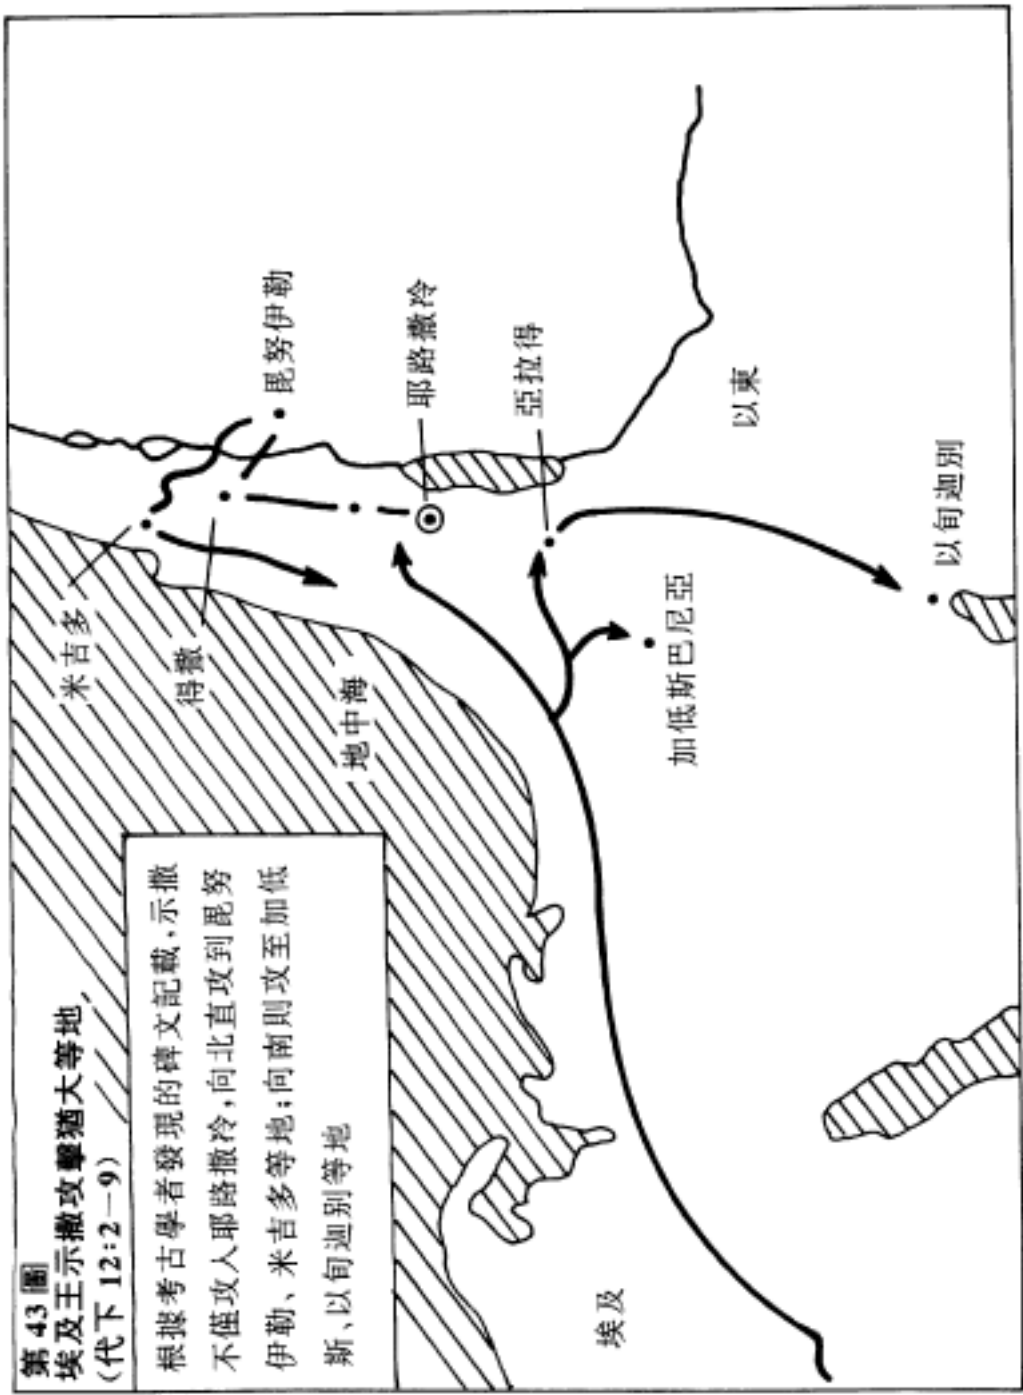 第 43 圖
埃及王示撒攻擊猶大等地
(代下 12:2－9)
根據考古學者發現的碑文記載，示撒
不僅攻人耶路撒冷，向北直攻到毘努
伊勒、米吉多等地；向南則攻至加低
斯、以旬迦別等地
米吉多
得撒
地中海
毘努伊勒
耶路撒冷
亞拉得
以東
加低斯巴尼亞
以旬迦別
埃及